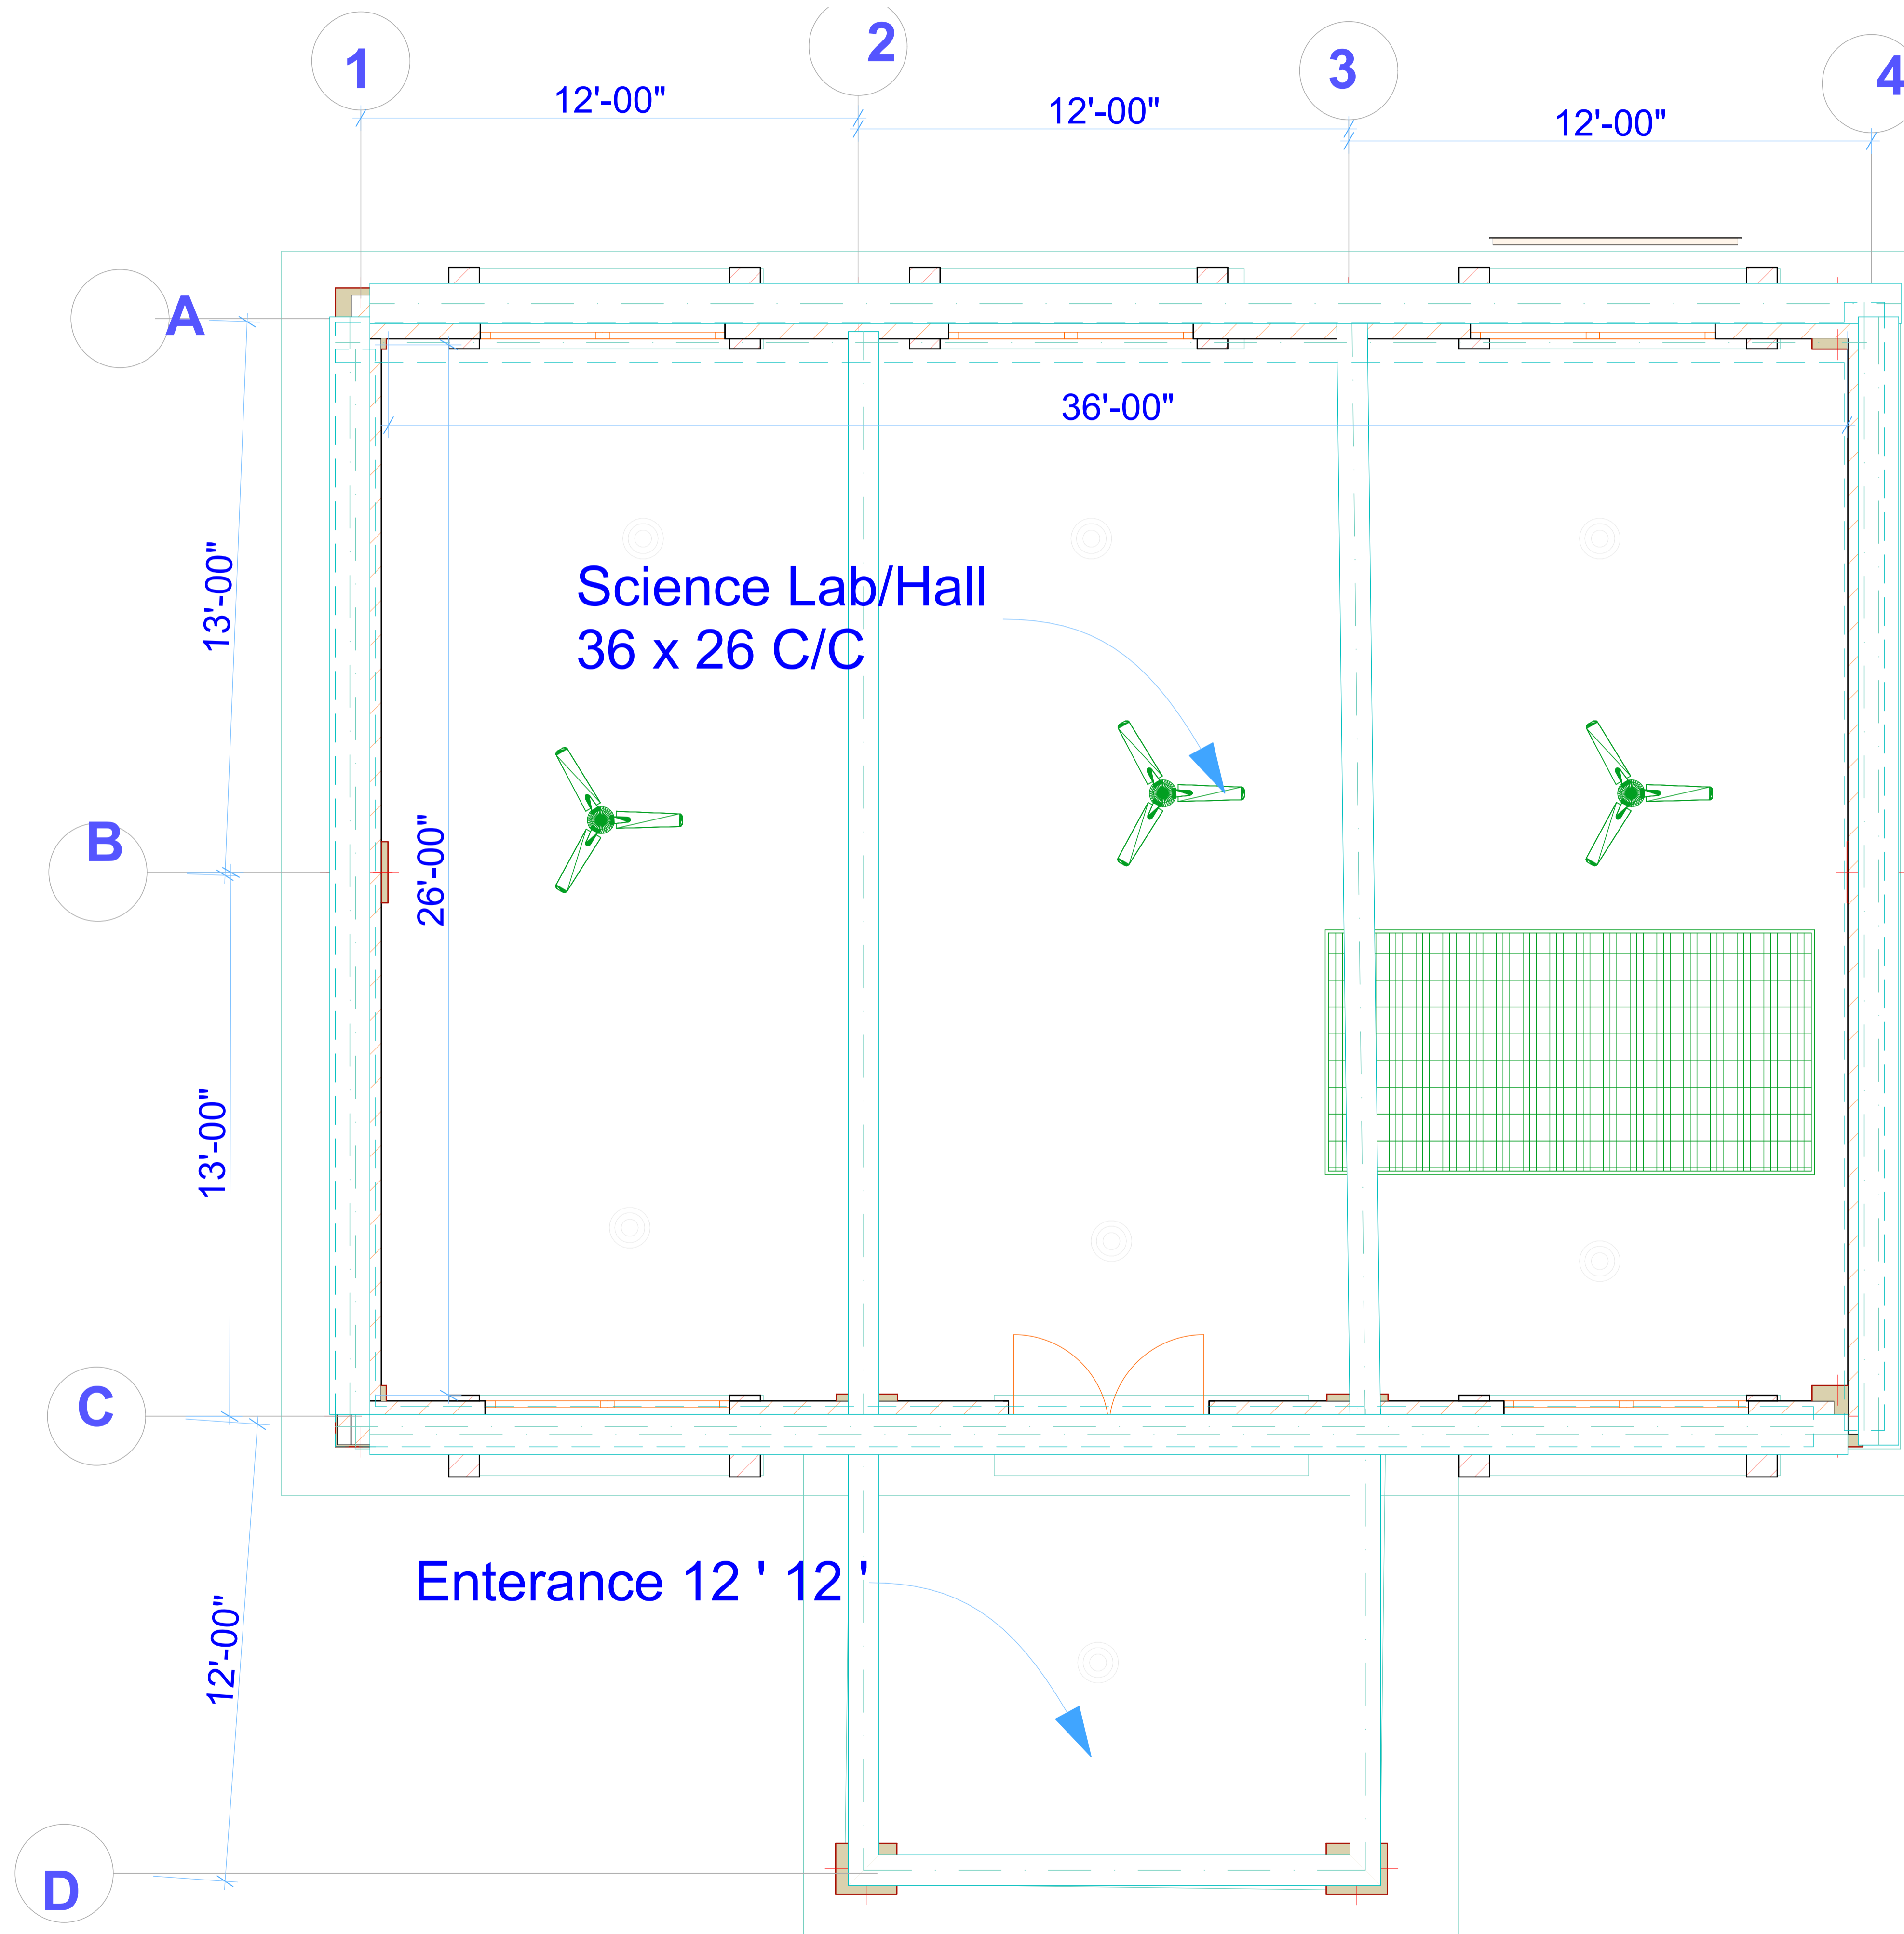 1
2
3
4
12'-00"
12'-00"
12'-00"
A
36'-00"
13'-00"
Science Lab/Hall
36 x 26 C/C
B
26'-00"
13'-00"
C
Enterance 12 ' 12 '
12'-00"
D